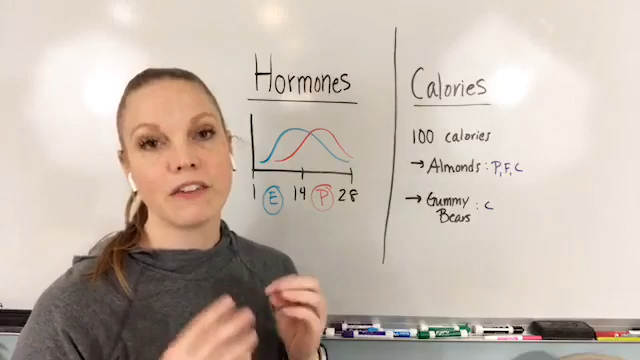 Hormones
1 E 14 P 28
Calories
100 calories
→ Almonds : P, F, C
→ Gummy : C
Bears